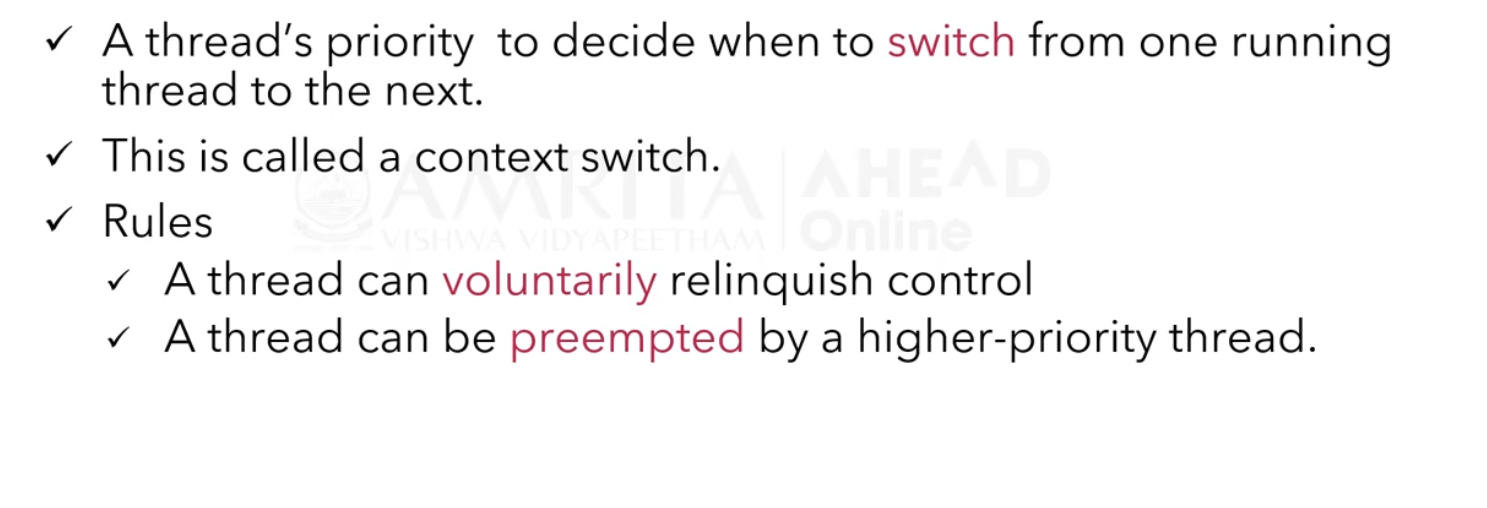 ✓ A thread's priority to decide when to switch from one running
thread to the next.
✓ This is called a context switch.
✓ Rules
✓ A thread can voluntarily relinquish control
✓ A thread can be preempted by a higher-priority thread.
AMRITA
VISHWA VIDYAPEETHAM
AHEAD
Online